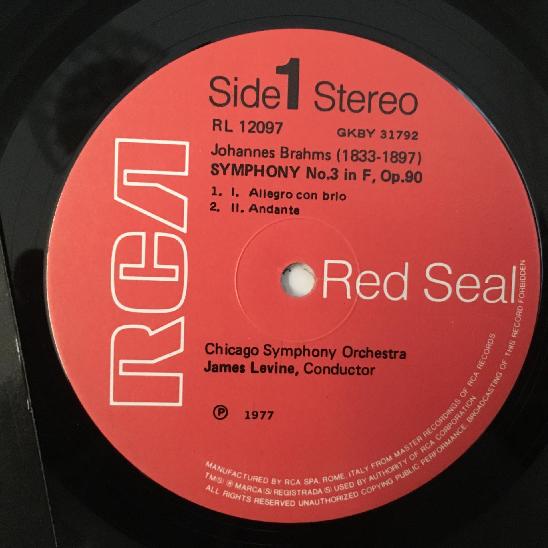 Side 1 Stereo
RL 12097 GKBY 31792
Johannes Brahms (1833-1897)
SYMPHONY No.3 in F, Op.90
1. I. Allegro con brio
2. II. Andante
RCA
Red Seal
Chicago Symphony Orchestra
James Levine, Conductor
Ⓟ 1977
MANUFACTURED BY RCA SPA, ROME, ITALY FROM MASTER RECORDINGS OF RCA RECORDS
TM(S) ® MARCA(S) REGISTRADA(S) USED BY AUTHORITY OF RCA CORPORATION
ALL RIGHTS RESERVED UNAUTHORIZED COPYING PUBLIC PERFORMANCE BROADCASTING OF THIS RECORD FORBIDDEN